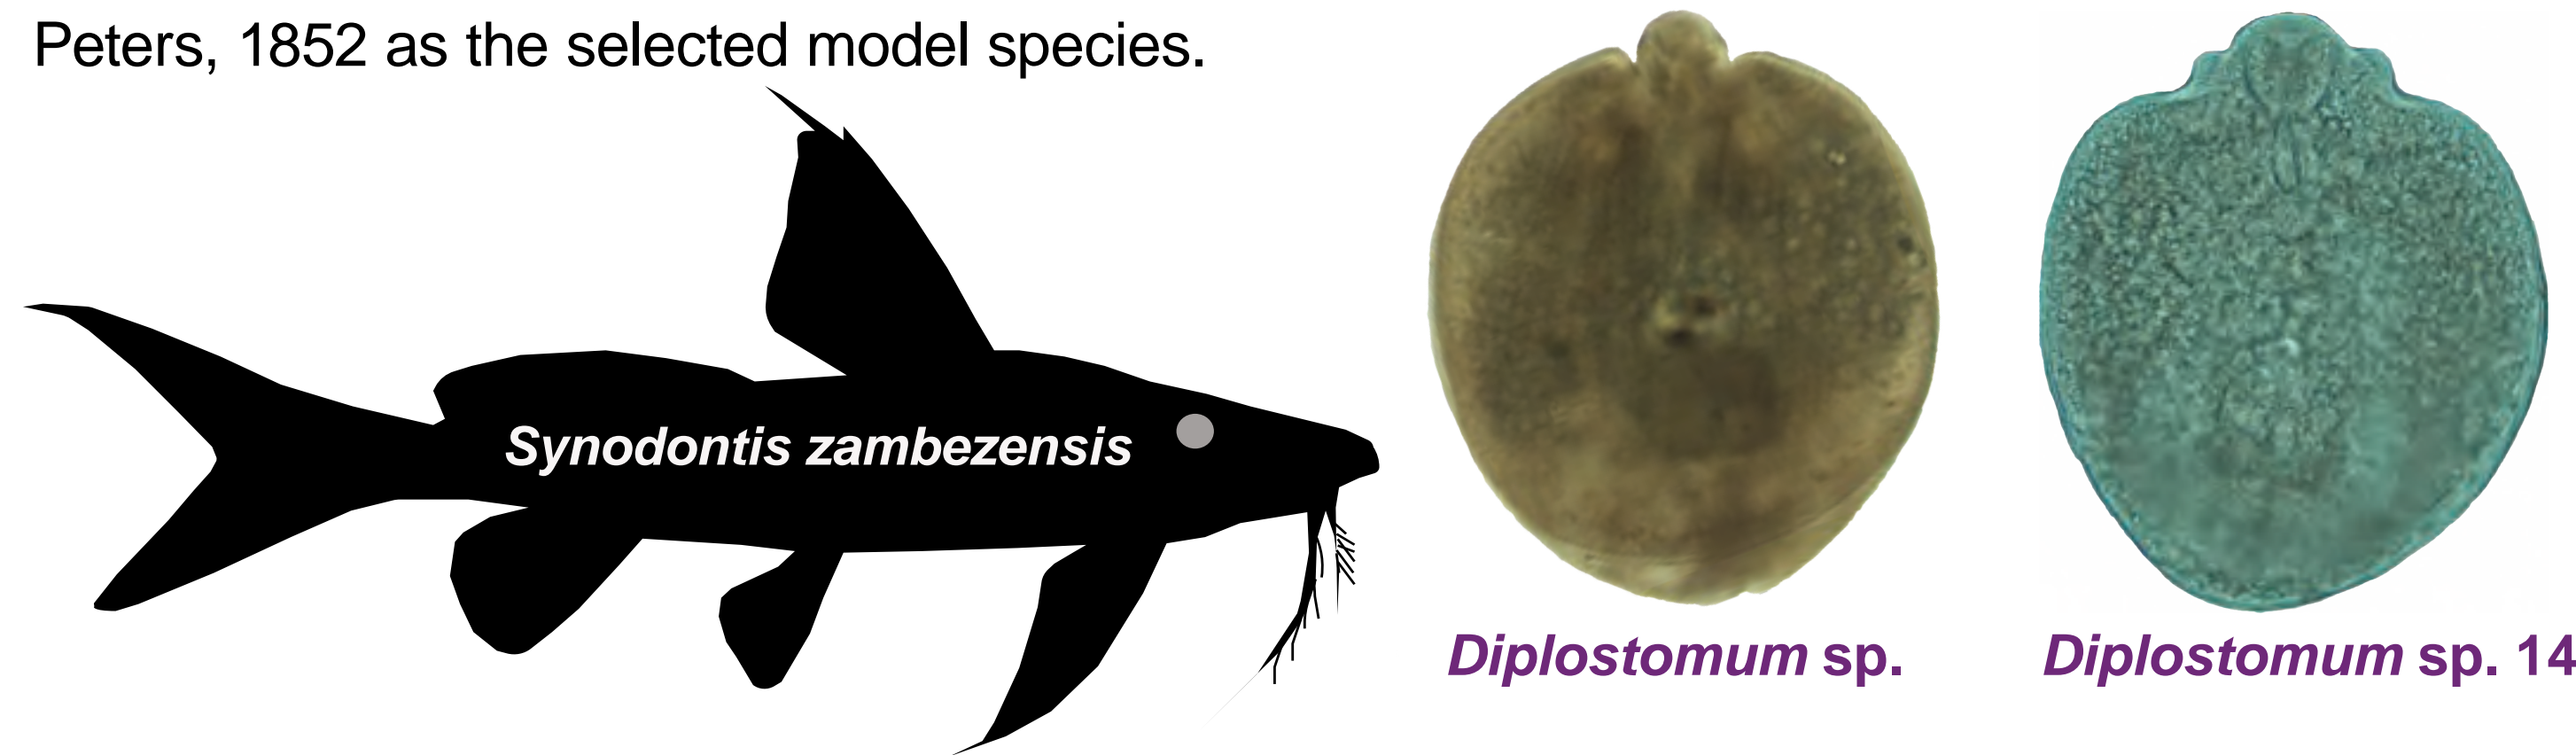 Peters, 1852 as the selected model species.
Synodontis zambezensis
Diplostomum sp.
Diplostomum sp. 14